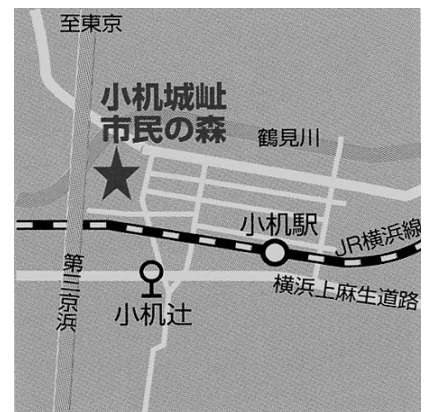 至東京
小机城祉
市民の森
鶴見川
小机駅
JR横浜線
第三京浜
横浜上麻生道路
小机辻